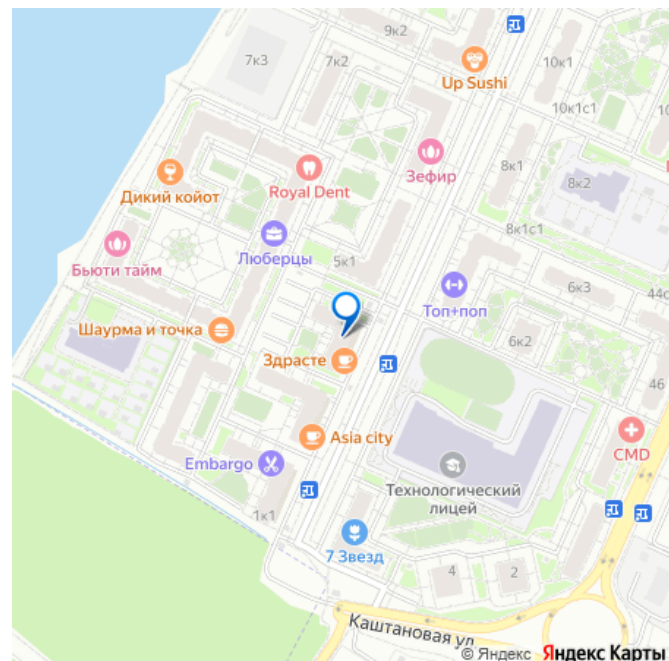 9к2
7к3
7к2
Up Sushi
10к1
10к1с1
Зефир
8к1
8к2
Royal Dent
Дикий койот
Люберцы
8к1с1
Бьюти тайм
5к1
Топ+поп
6к3
44с
Шаурма и точка
Здрасте
6к2
46
Asia city
CMD
Embargo
Технологический
лицей
1к1
7 Звезд
4
2
Каштановая ул
© Яндекс Яндекс Карты